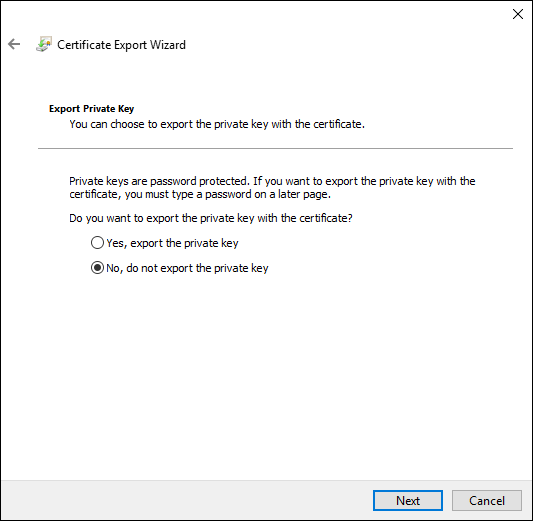 Certificate Export Wizard
Export Private Key
You can choose to export the private key with the certificate.
Private keys are password protected. If you want to export the private key with the
certificate, you must type a password on a later page.
Do you want to export the private key with the certificate?
Yes, export the private key
No, do not export the private key
Next
Cancel